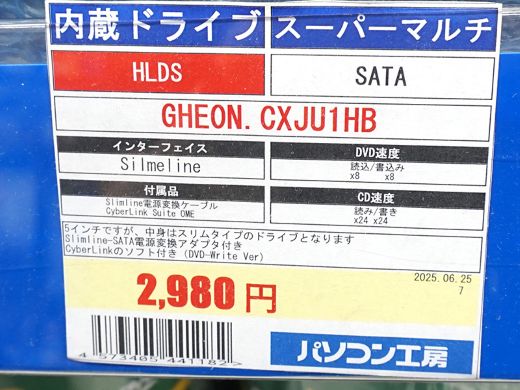 内蔵ドライブ スーパーマルチ
HLDS SATA
GHEON.CXJU1HB
インターフェイス
Silmeline
DVD速度
読込/書込み
x8 x8
付属品
Slimline電源変換ケーブル
CyberLink Suite OME
CD速度
読み/書き
x24 x24
5インチですが、中身はスリムタイプのドライブとなります
Slimline-SATA電源変換アダプタ付き
CyberLinkのソフト付き (DVD-Write Ver)
2025.06.25
7
2,980 円
4573405441182
パソコン工房